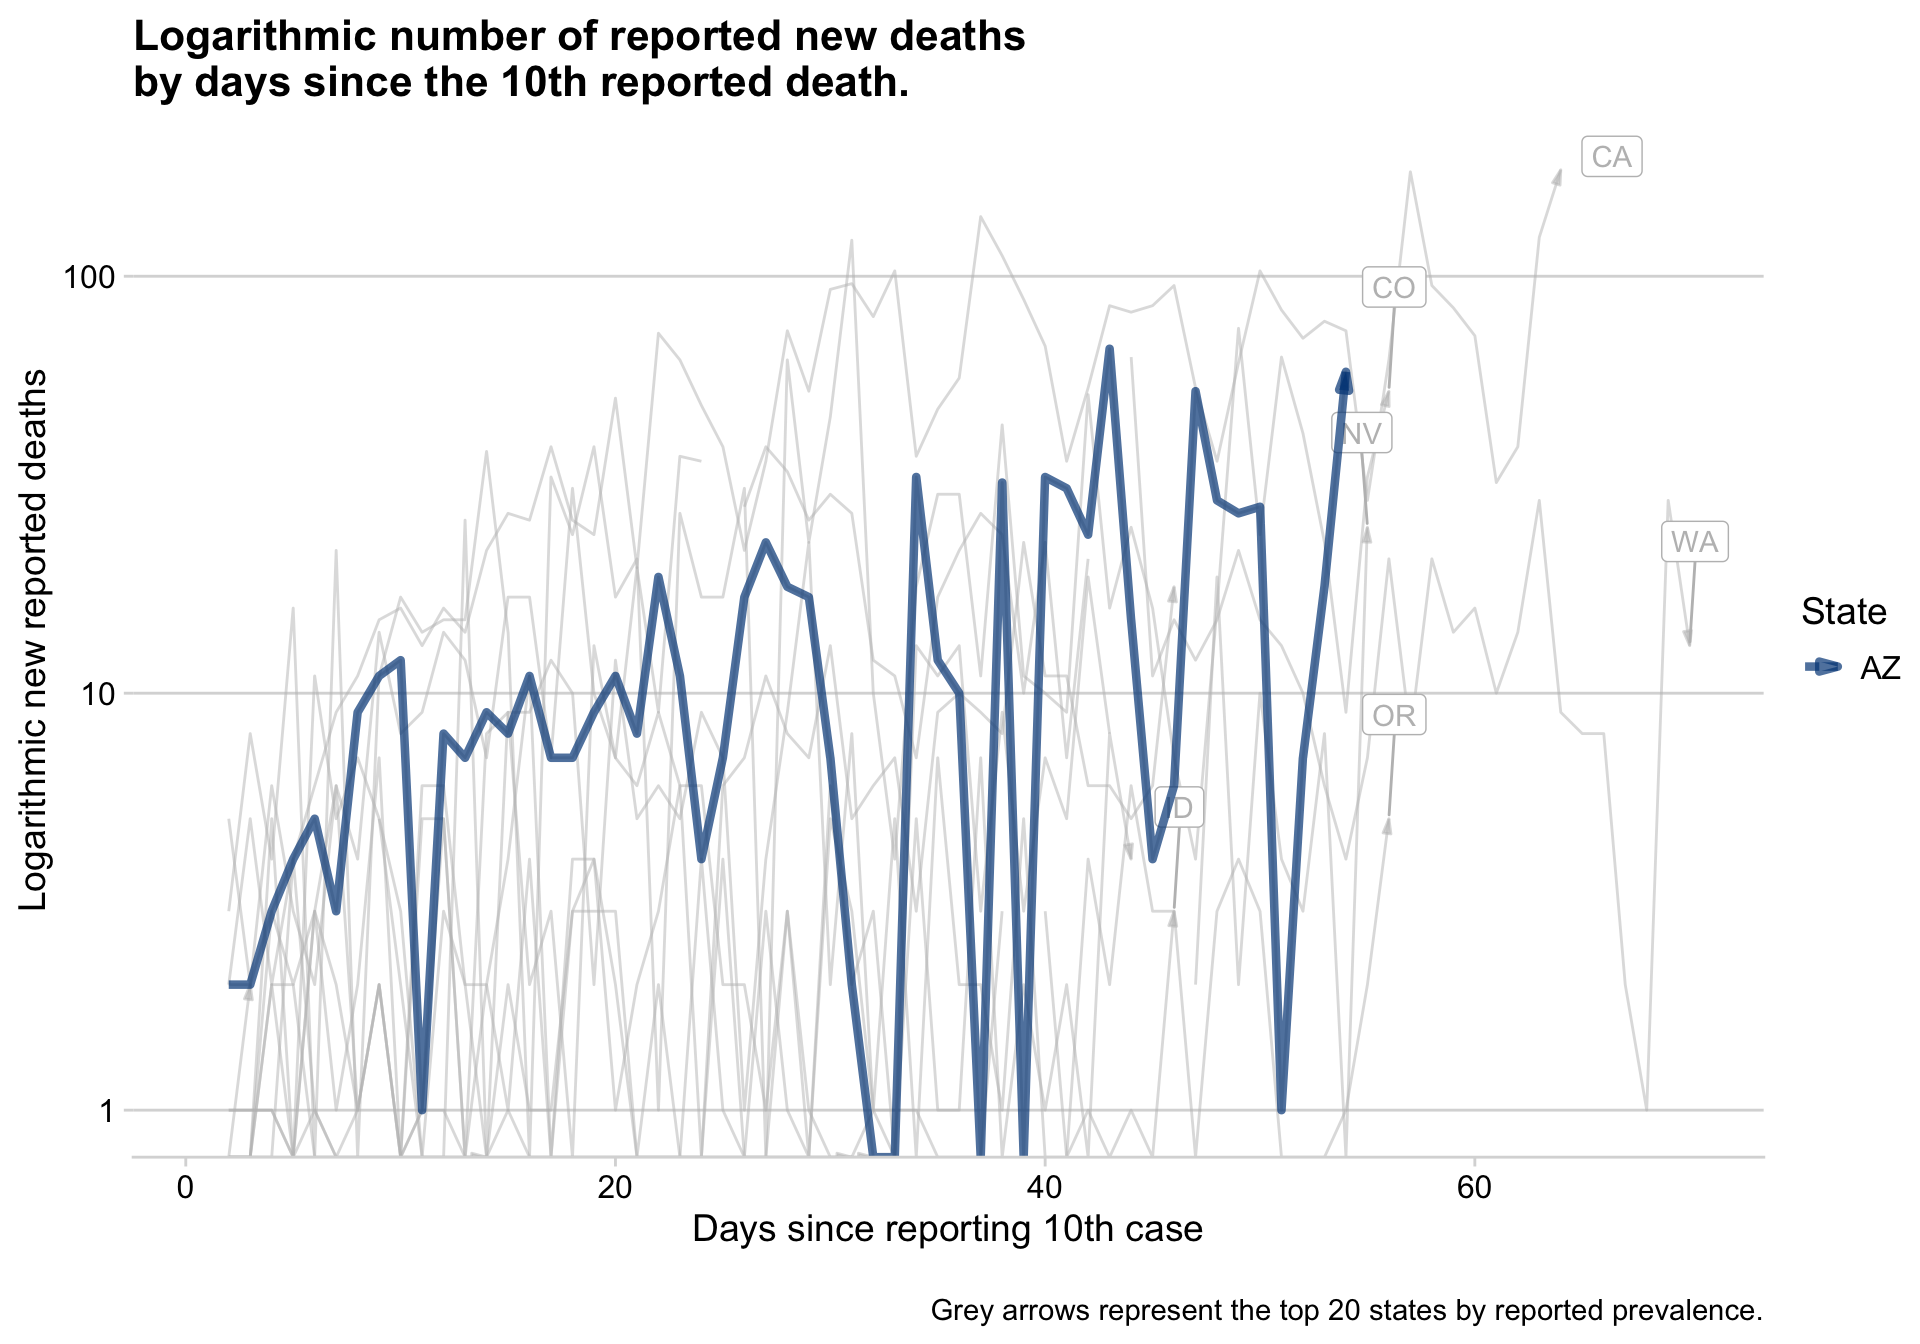 Logarithmic number of reported new deaths
by days since the 10th reported death.
CA
100
CO
NV
WA
State
AZ
10
OR
ID
1
0
20
40
60
Logarithmic new reported deaths
Days since reporting 10th case
Grey arrows represent the top 20 states by reported prevalence.